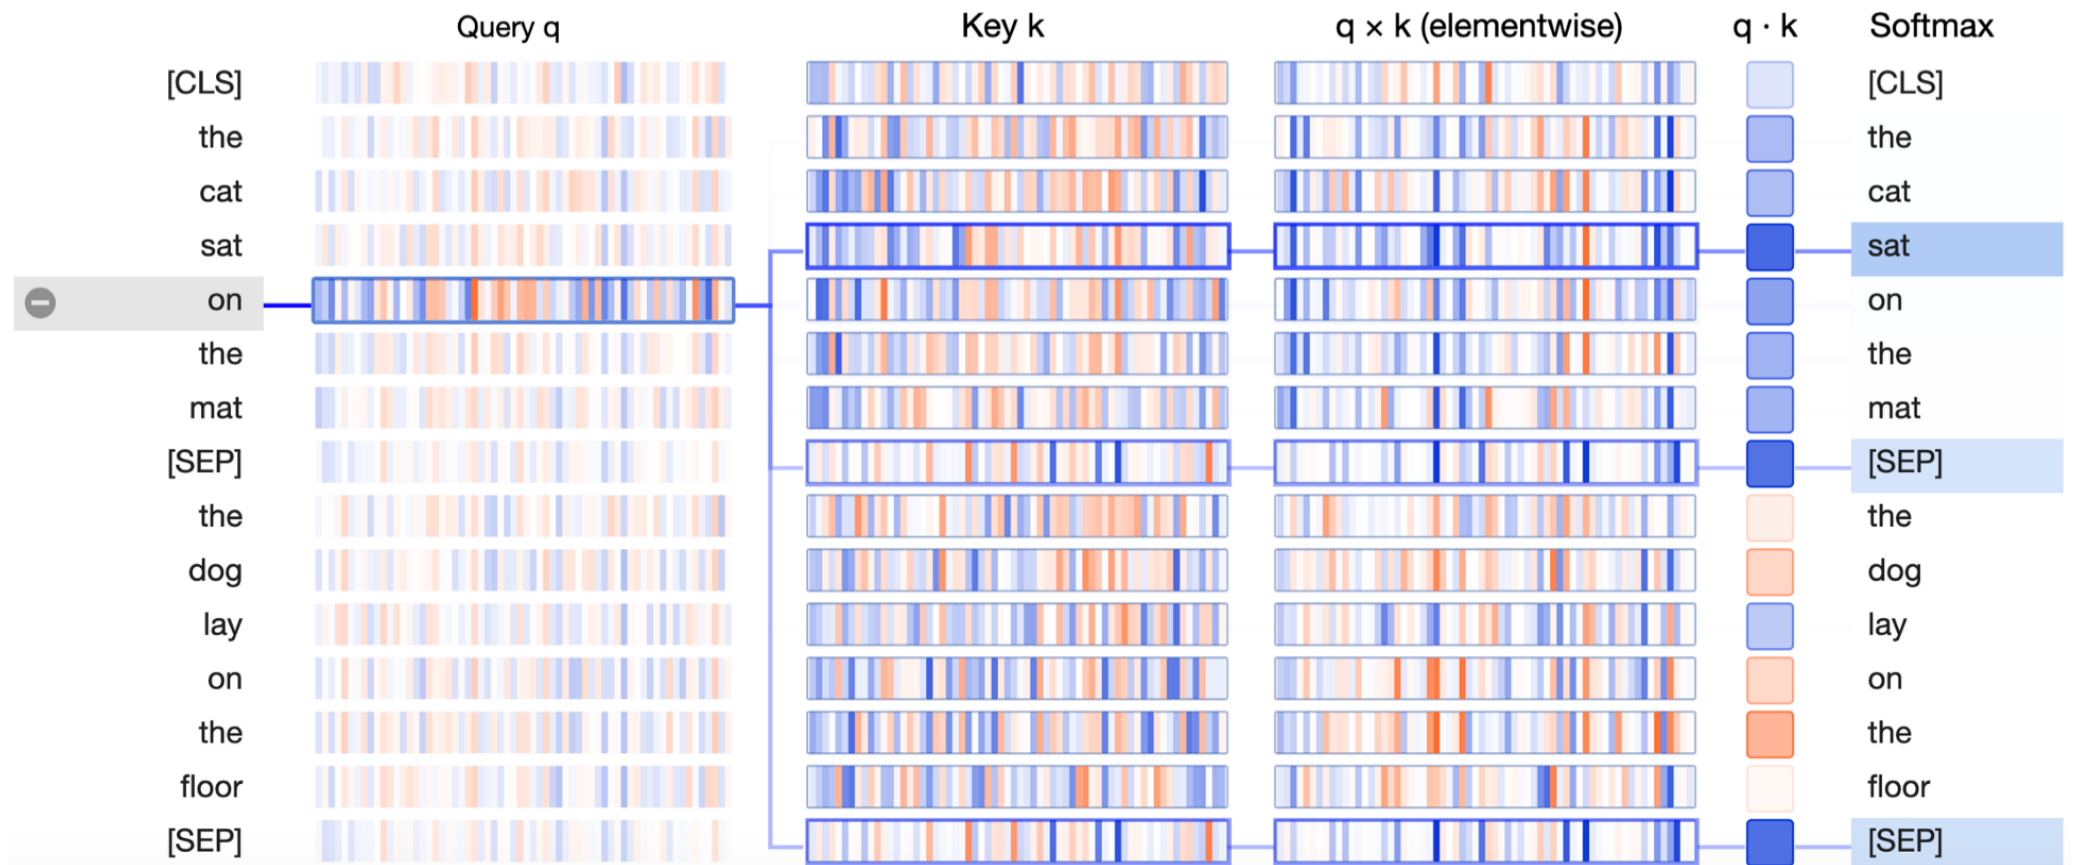 Query q Key k q × k (elementwise) q · k Softmax
[CLS] [CLS]
the the
cat cat
sat sat
on on
the the
mat mat
[SEP] [SEP]
the the
dog dog
lay lay
on on
the the
floor floor
[SEP] [SEP]